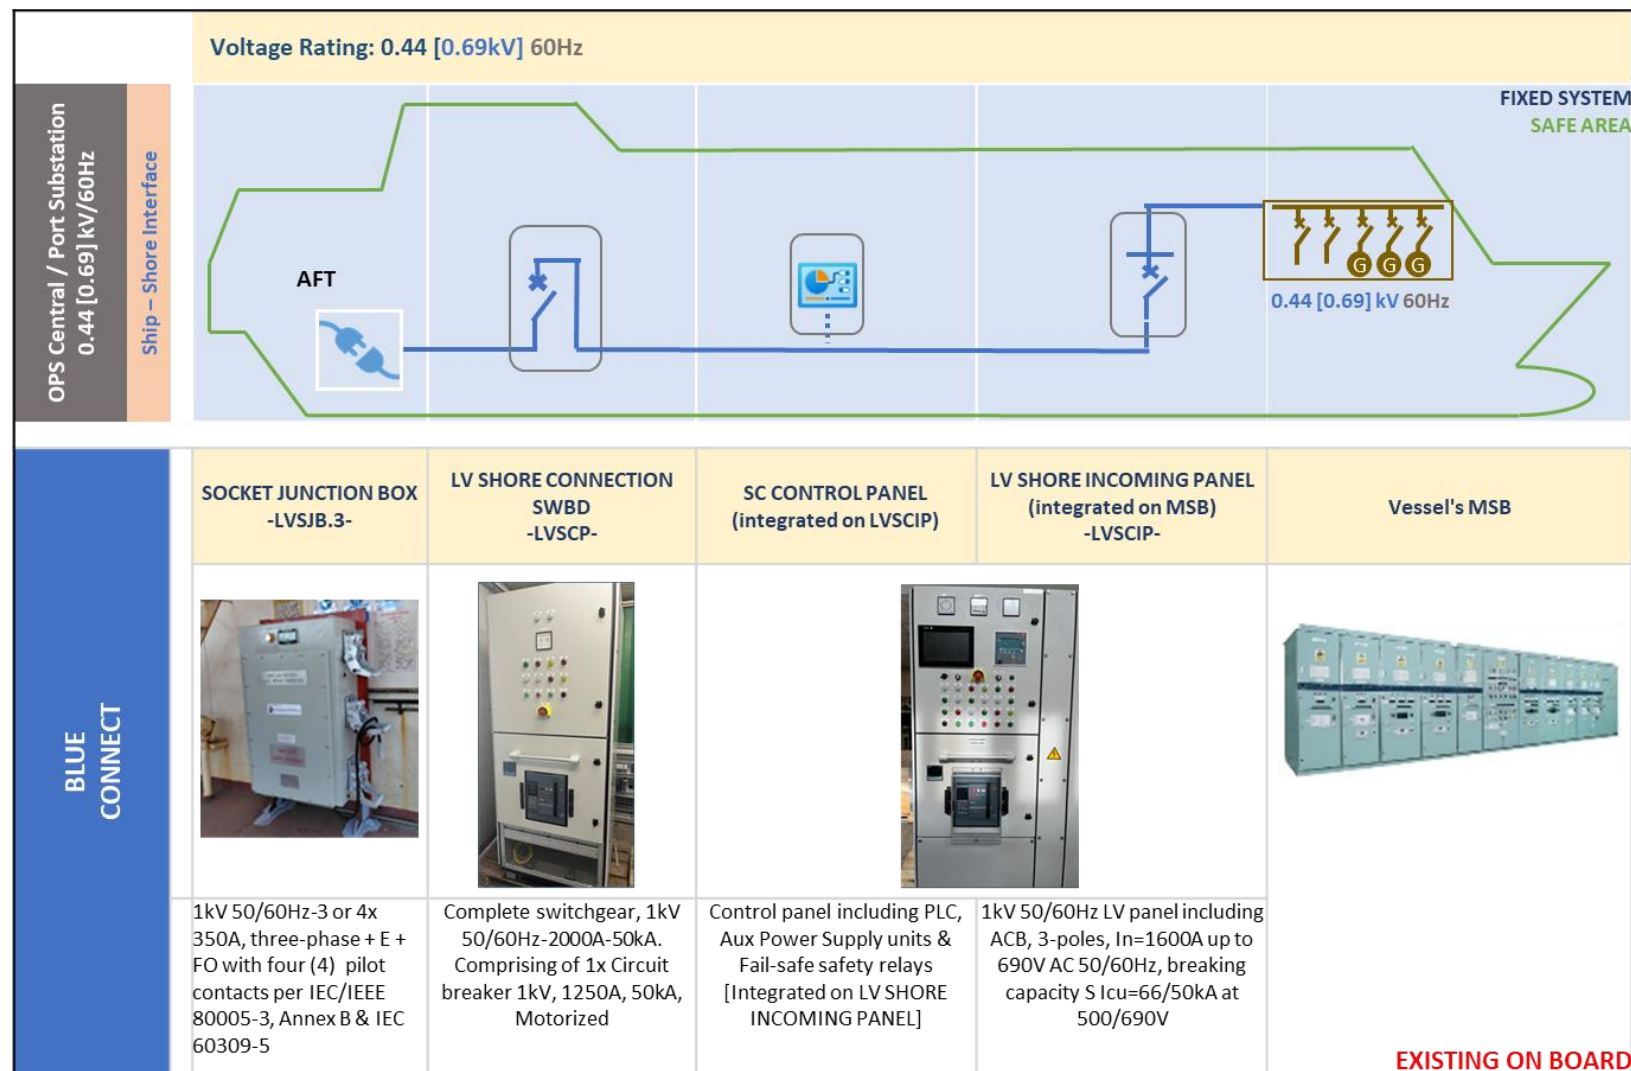 Voltage Rating: 0.44 [0.69kV] 60Hz
OPS Central / Port Substation
0.44 [0.69] kV/60Hz
Ship – Shore Interface
FIXED SYSTEM
SAFE AREA
AFT
G G G
0.44 [0.69] kV 60Hz
BLUE
CONNECT
SOCKET JUNCTION BOX
-LVSJB.3-
LV SHORE CONNECTION
SWBD
-LVSCP-
SC CONTROL PANEL
(integrated on LVSCIP)
LV SHORE INCOMING PANEL
(integrated on MSB)
-LVSCIP-
Vessel's MSB
1kV 50/60Hz-3 or 4x
350A, three-phase + E +
FO with four (4) pilot
contacts per IEC/IEEE
80005-3, Annex B & IEC
60309-5
Complete switchgear, 1kV
50/60Hz-2000A-50kA.
Comprising of 1x Circuit
breaker 1kV, 1250A, 50kA,
Motorized
Control panel including PLC,
Aux Power Supply units &
Fail-safe safety relays
[Integrated on LV SHORE
INCOMING PANEL]
1kV 50/60Hz LV panel including
ACB, 3-poles, In=1600A up to
690V AC 50/60Hz, breaking
capacity S Icu=66/50kA at
500/690V
EXISTING ON BOARD